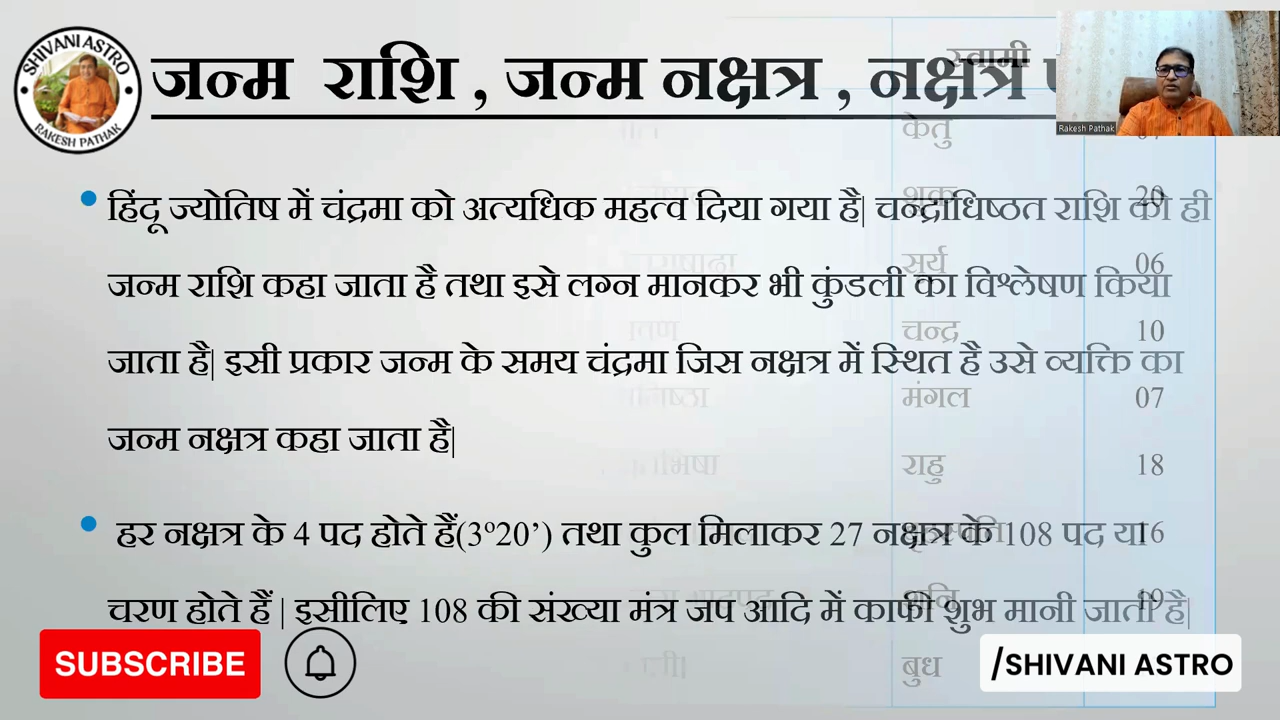 SHIVANI ASTRO
RAKESH PATHAK
जन्म राशि , जन्म नक्षत्र , नक्षत्र
Rakesh Pathak
हिंदू ज्योतिष में चंद्रमा को अत्यधिक महत्व दिया गया है| चन्द्राधिष्ठत राशि को ही
जन्म राशि कहा जाता है तथा इसे लग्न मानकर भी कुंडली का विश्लेषण किया
जाता है| इसी प्रकार जन्म के समय चंद्रमा जिस नक्षत्र में स्थित है उसे व्यक्ति का
जन्म नक्षत्र कहा जाता है|
हर नक्षत्र के 4 पद होते हैं(3°20’) तथा कुल मिलाकर 27 नक्षत्र के 108 पद या
चरण होते हैं | इसीलिए 108 की संख्या मंत्र जप आदि में काफी शुभ मानी जाती है|
स्वामी
केतु
शुक्र 20
सूर्य 06
चन्द्र 10
मंगल 07
राहु 18
16
19
बुध
SUBSCRIBE
/SHIVANI ASTRO